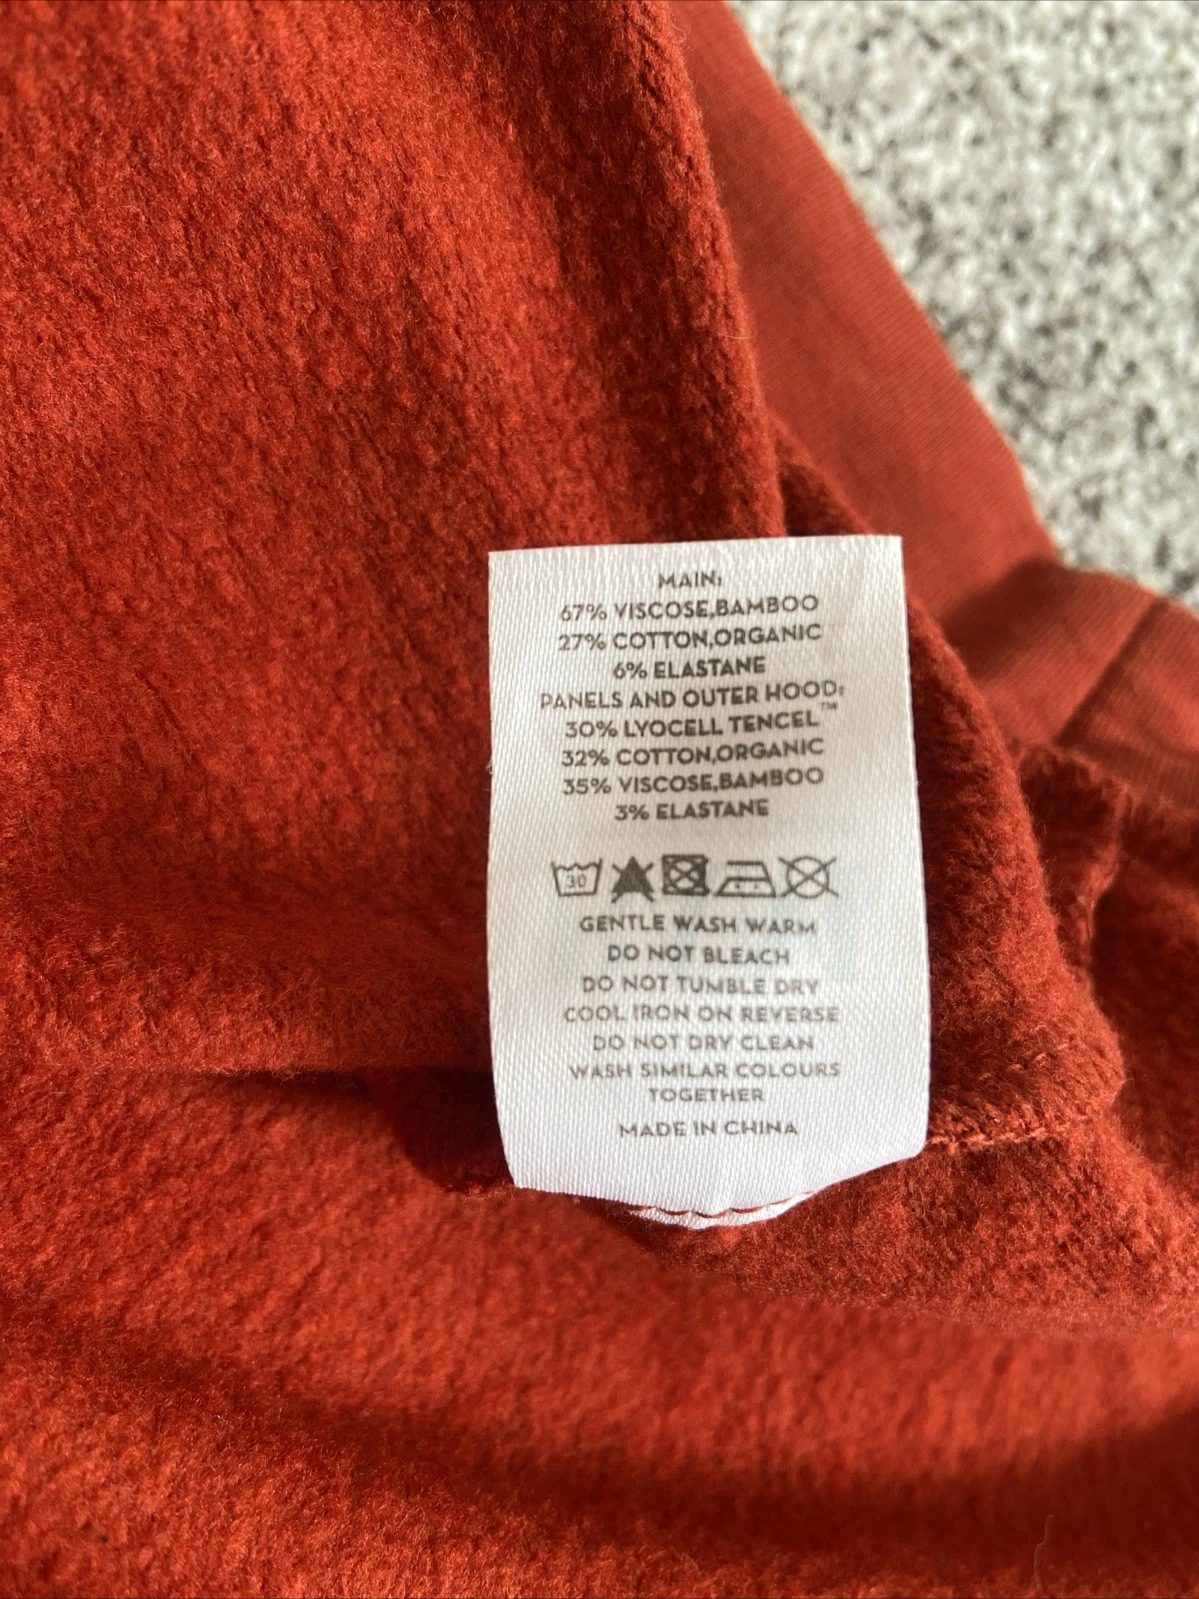 MAIN:
67% VISCOSE,BAMBOO
27% COTTON,ORGANIC
6% ELASTANE
PANELS AND OUTER HOOD:
30% LYOCELL TENCEL™
32% COTTON,ORGANIC
35% VISCOSE,BAMBOO
3% ELASTANE
30
GENTLE WASH WARM
DO NOT BLEACH
DO NOT TUMBLE DRY
COOL IRON ON REVERSE
DO NOT DRY CLEAN
WASH SIMILAR COLOURS
TOGETHER
MADE IN CHINA